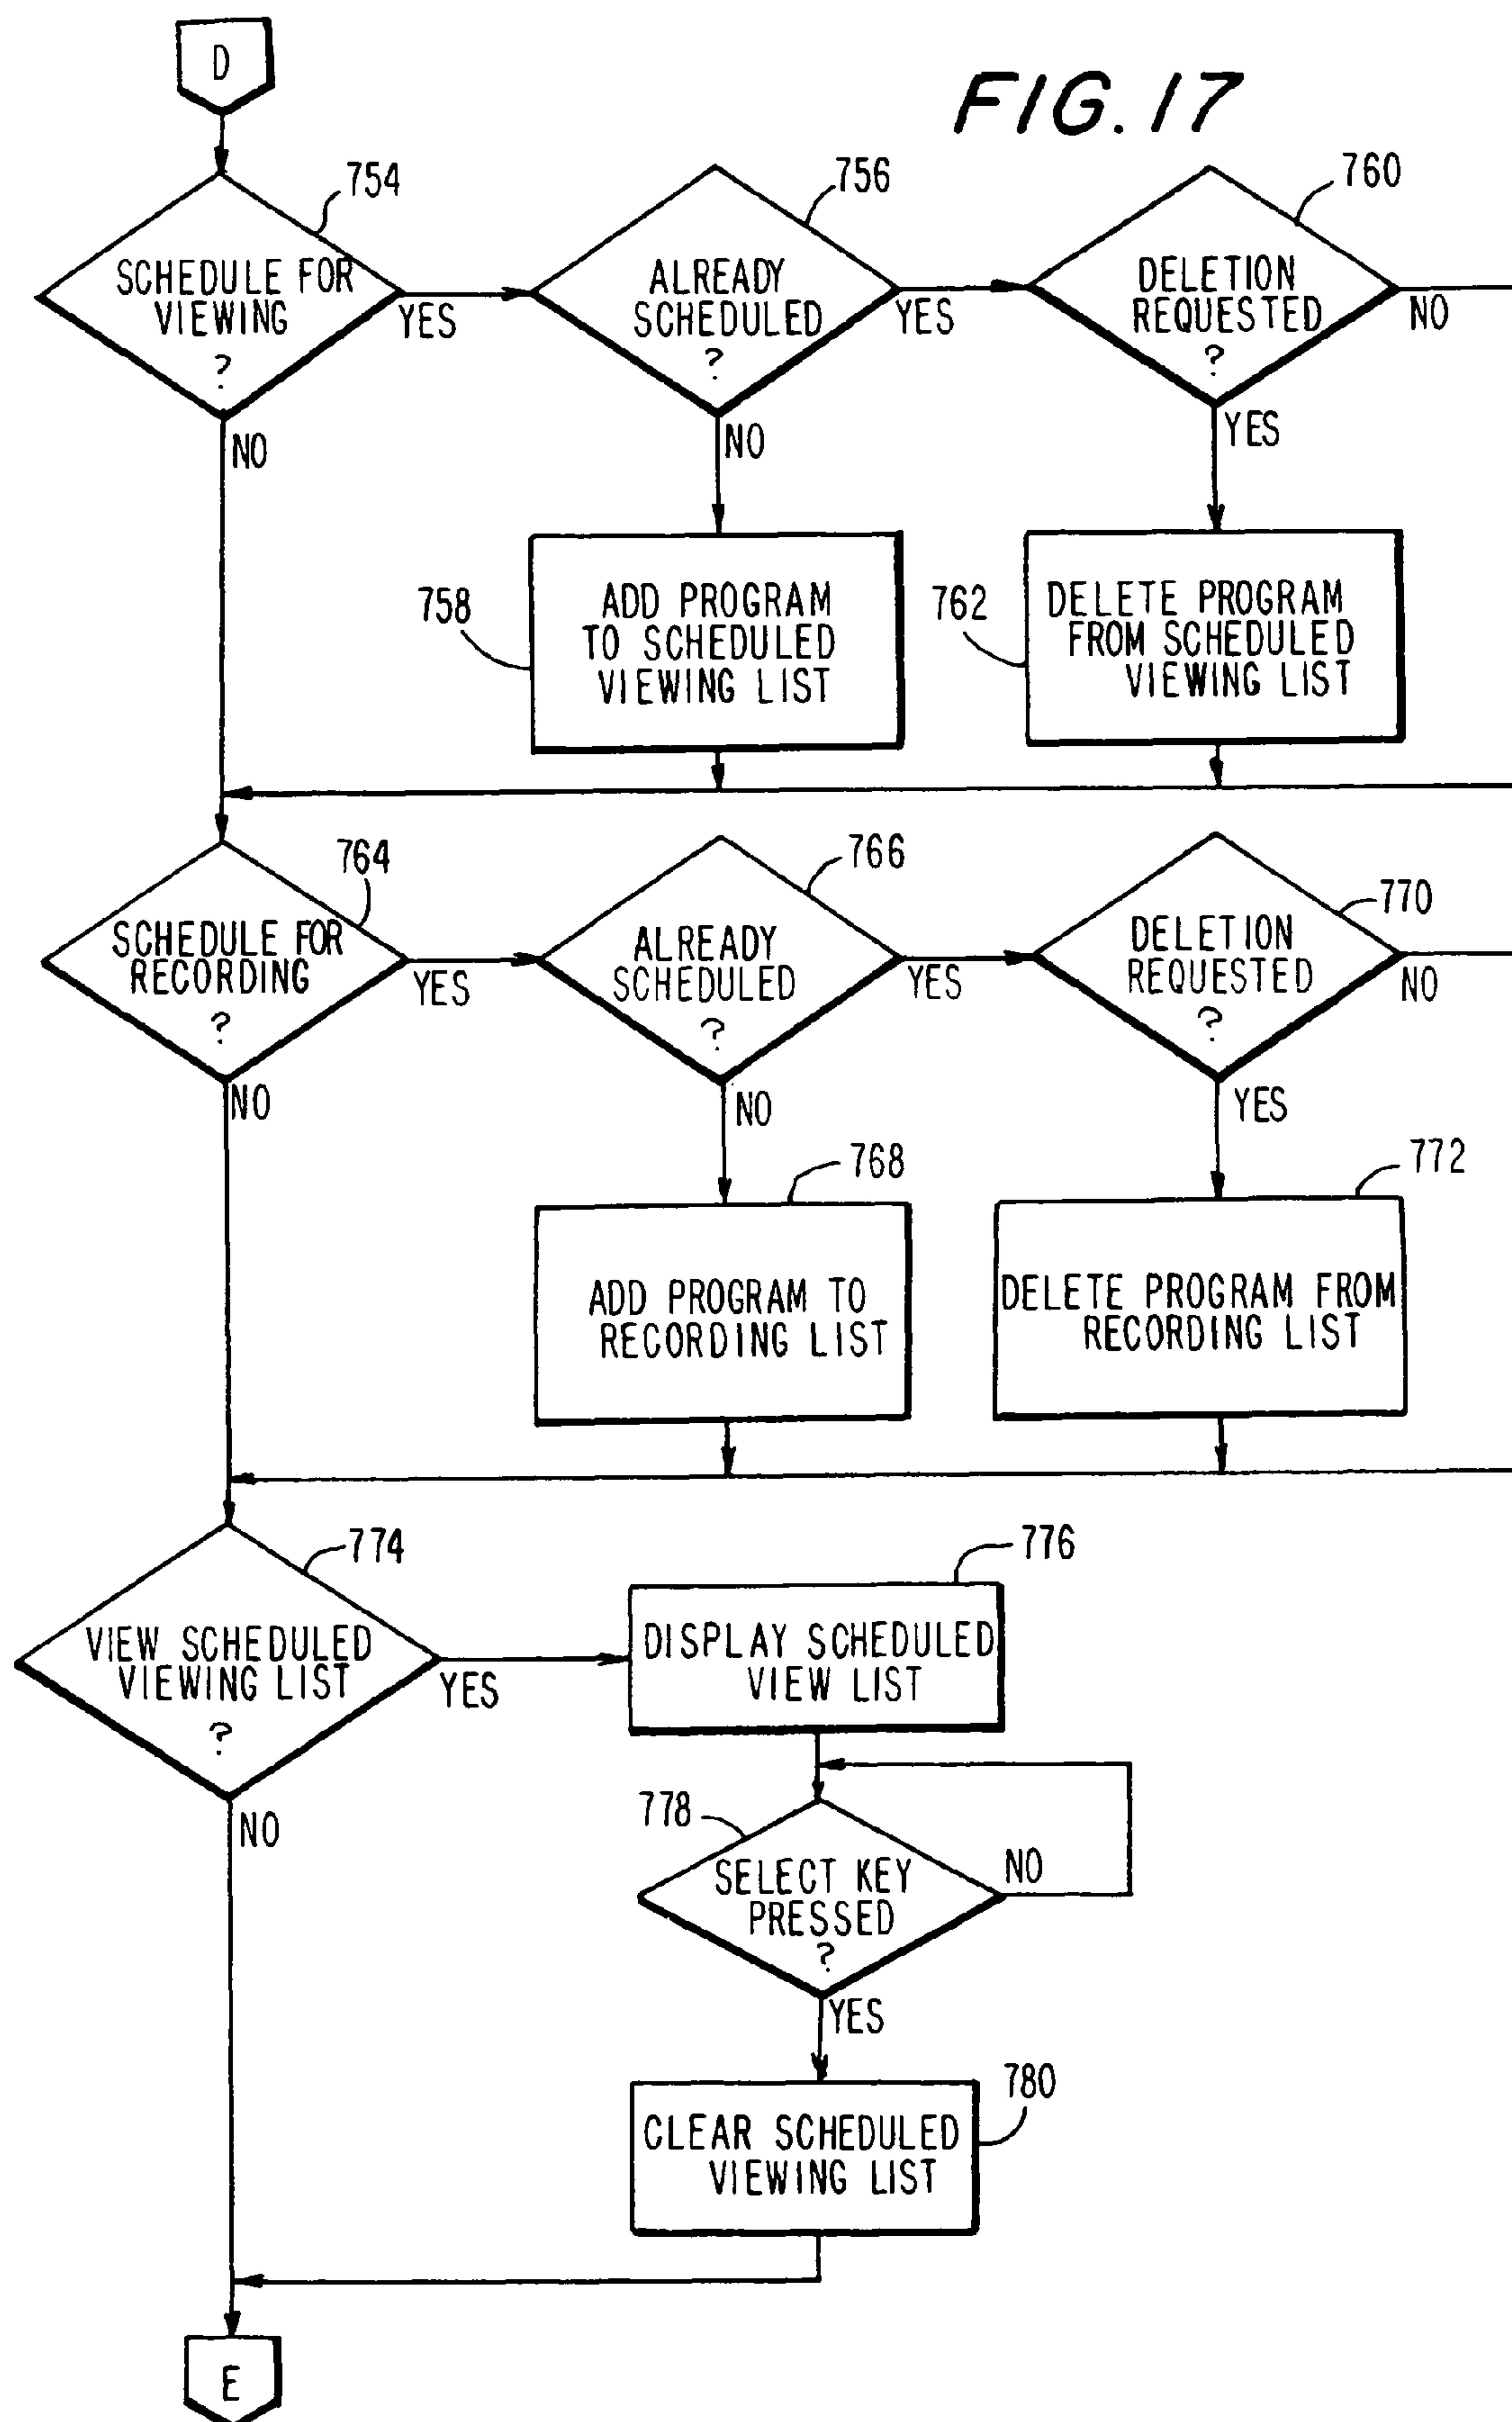 D
FIG. 17
754
SCHEDULE FOR
VIEWING
?
YES
NO
756
ALREADY
SCHEDULED
?
YES
NO
760
DELETION
REQUESTED
?
NO
YES
758
ADD PROGRAM
TO SCHEDULED
VIEWING LIST
762
DELETE PROGRAM
FROM SCHEDULED
VIEWING LIST
764
SCHEDULE FOR
RECORDING
?
YES
NO
766
ALREADY
SCHEDULED
?
YES
NO
770
DELETION
REQUESTED
?
NO
YES
768
ADD PROGRAM TO
RECORDING LIST
772
DELETE PROGRAM FROM
RECORDING LIST
774
VIEW SCHEDULED
VIEWING LIST
?
YES
NO
776
DISPLAY SCHEDULED
VIEW LIST
778
SELECT KEY
PRESSED
?
NO
YES
780
CLEAR SCHEDULED
VIEWING LIST
E